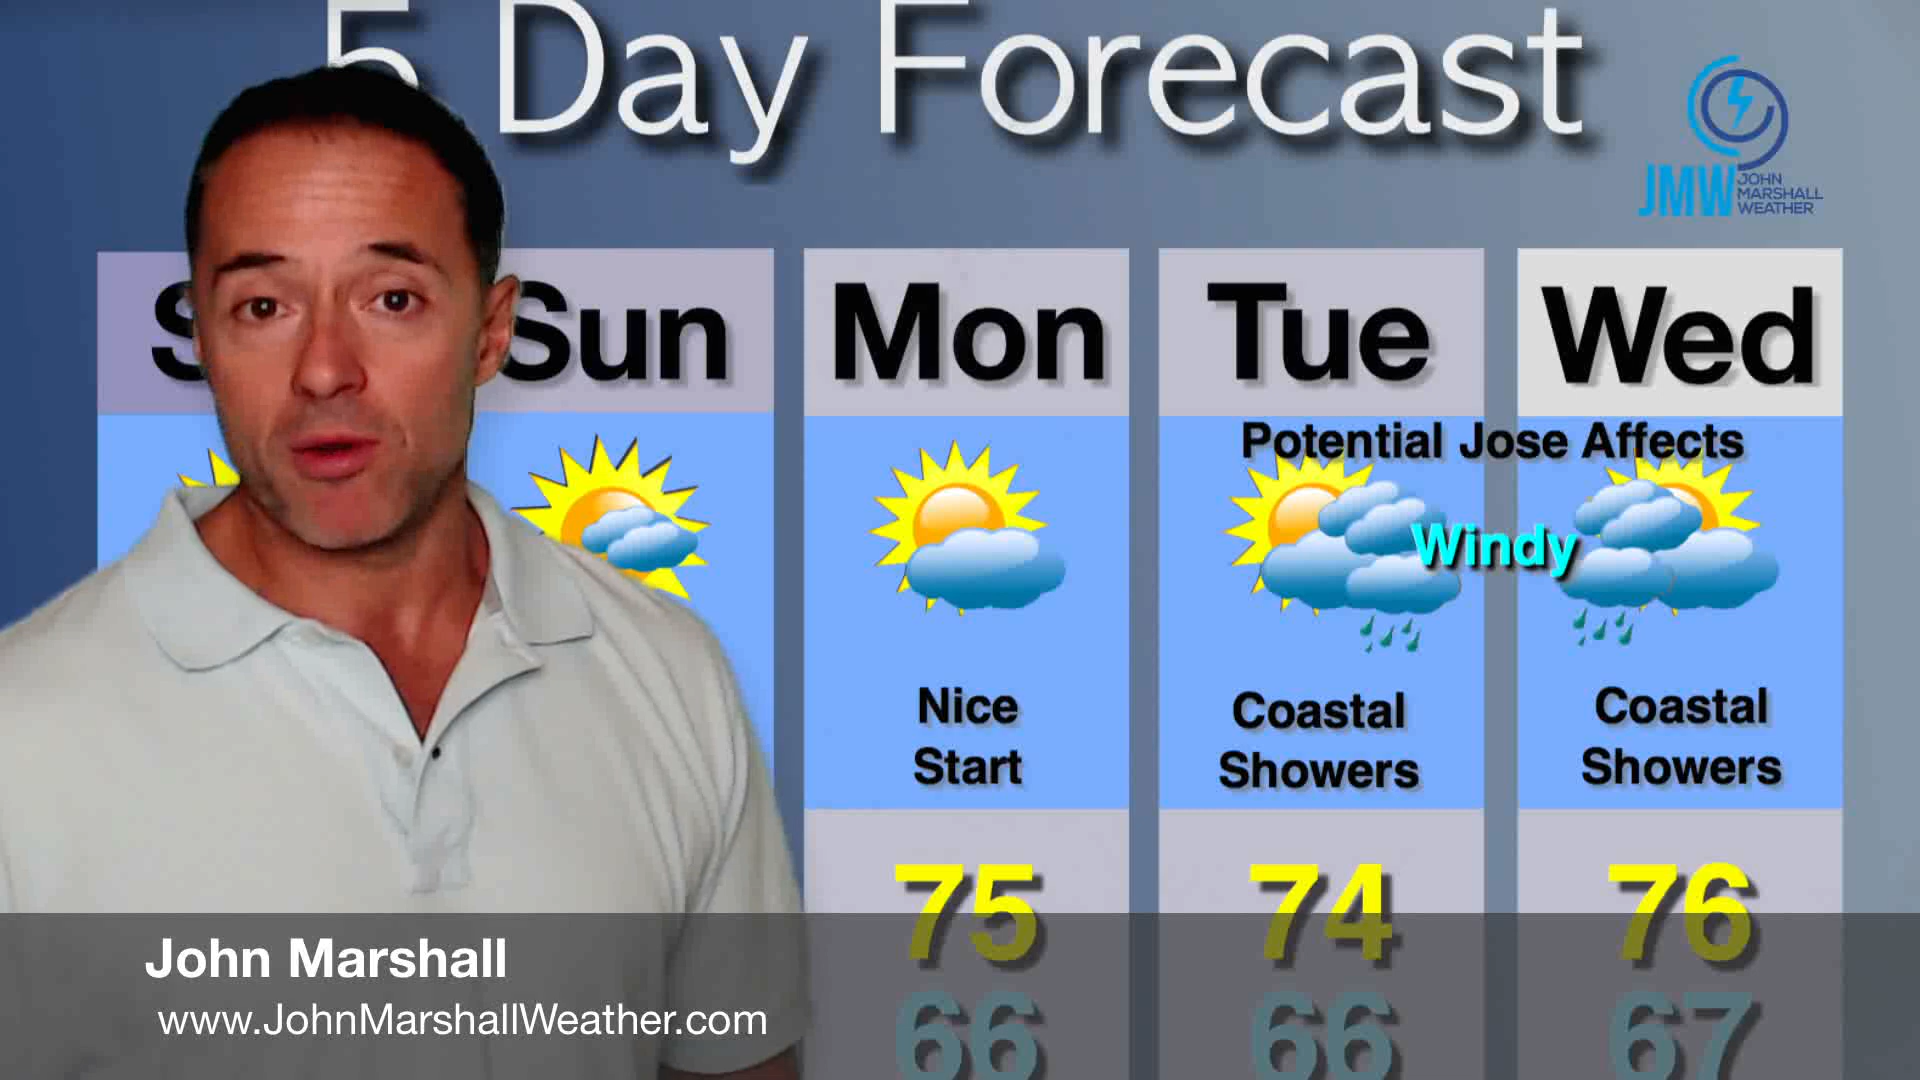 5 Day Forecast
JMW JOHN
MARSHALL
WEATHER
Sun Mon Tue Wed
Potential Jose Affects
Windy
Nice
Start
Coastal
Showers
Coastal
Showers
75 74 76
66 66 67
John Marshall
www.JohnMarshallWeather.com